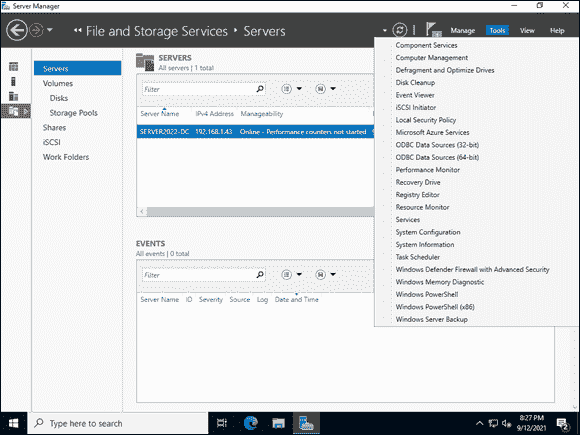 Server Manager
File and Storage Services • Servers
Manage Tools View Help
Servers
Volumes
Disks
Storage Pools
Shares
iSCSI
Work Folders
SERVERS
All servers | 1 total
Filter
Server Name IPv4 Address Manageability
SERVER2022-DC 192.168.1.43 Online - Performance counters not started
EVENTS
All events | 0 total
Filter
Server Name ID Severity Source Log Date and Time
Component Services
Computer Management
Defragment and Optimize Drives
Disk Cleanup
Event Viewer
iSCSI Initiator
Local Security Policy
Microsoft Azure Services
ODBC Data Sources (32-bit)
ODBC Data Sources (64-bit)
Performance Monitor
Recovery Drive
Registry Editor
Resource Monitor
Services
System Configuration
System Information
Task Scheduler
Windows Defender Firewall with Advanced Security
Windows Memory Diagnostic
Windows PowerShell
Windows PowerShell (x86)
Windows Server Backup
Type here to search
8:27 PM
9/12/2021